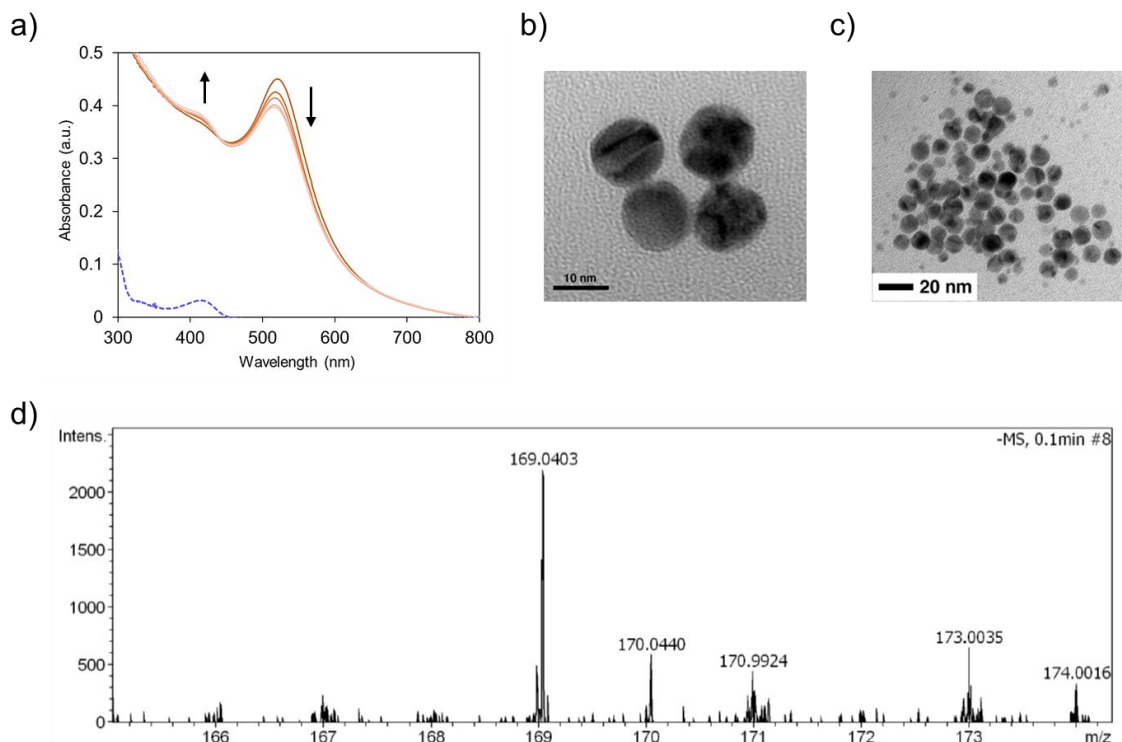 a)
b)
c)
0.5
0.4
0.3
0.2
0.1
0
Absorbance (a.u.)
300 400 500 600 700 800
Wavelength (nm)
10 nm
20 nm
d)
Intens.
-MS, 0.1min #8
2000
1500
1000
500
0
169.0403
170.0440
170.9924
173.0035
174.0016
166 167 168 169 170 171 172 173 m/z